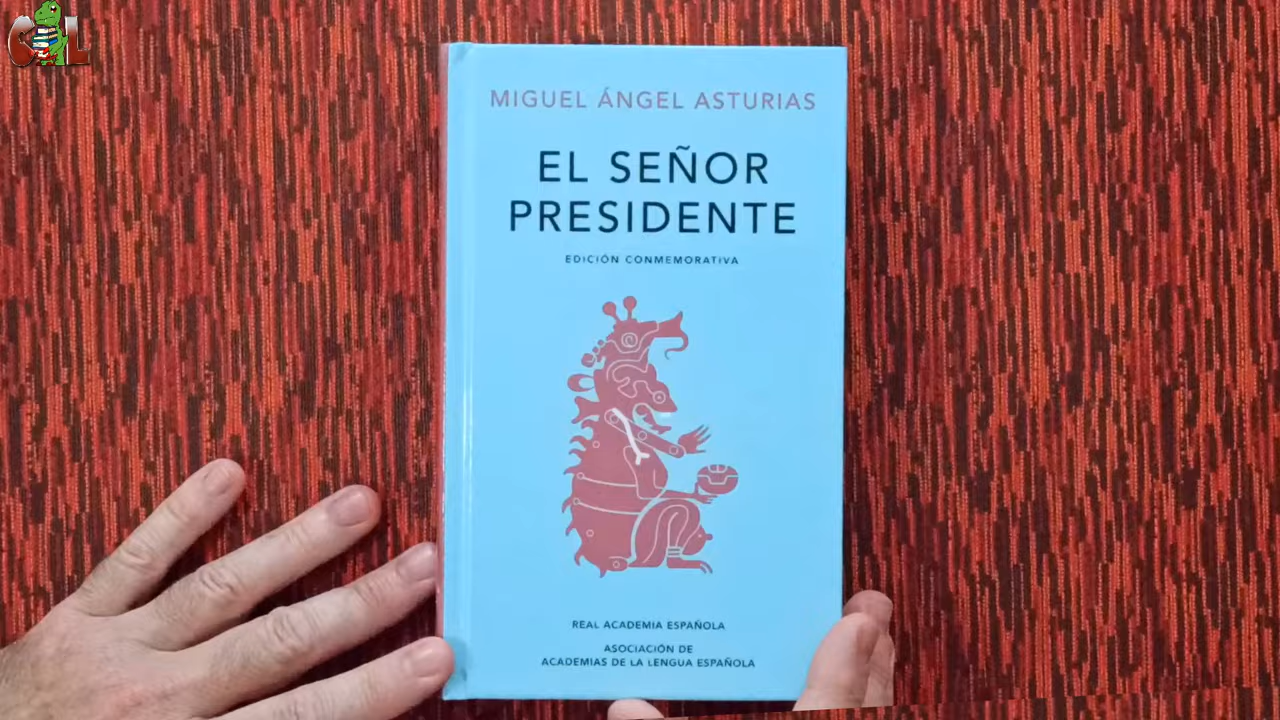 MIGUEL ÁNGEL ASTURIAS
EL SEÑOR
PRESIDENTE
EDICIÓN CONMEMORATIVA
REAL ACADEMIA ESPAÑOLA
ASOCIACIÓN DE
ACADEMIAS DE LA LENGUA ESPAÑOLA